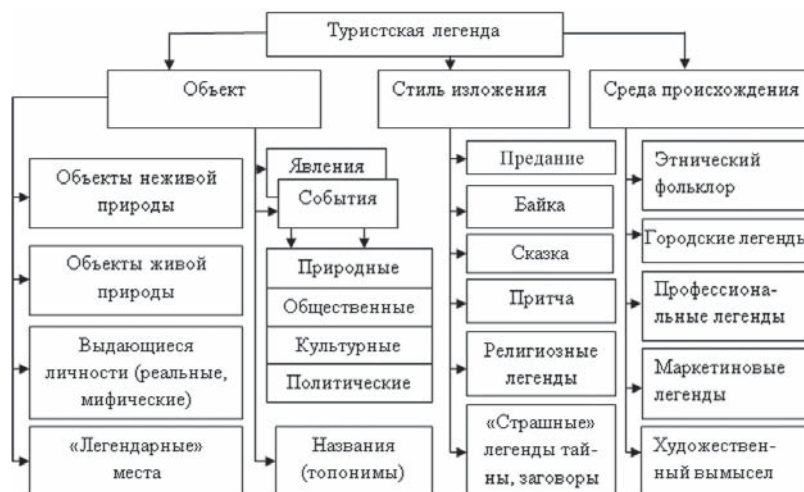 Туристская легенда
Объект
Стиль изложения
Среда происхождения
Объекты неживой
природы
Объекты живой
природы
Выдающиеся
личности (реальные,
мифические)
«Легендарные»
места
Явления
События
Природные
Общественные
Культурные
Политические
Названия
(топонимы)
Предание
Байка
Сказка
Притча
Религиозные
легенды
«Страшные»
легенды тай-
ны, заговоры
Этнический
фольклор
Городские легенды
Профессиона-
льные легенды
Маркетиновые
легенды
Художествен-
ный вымысел